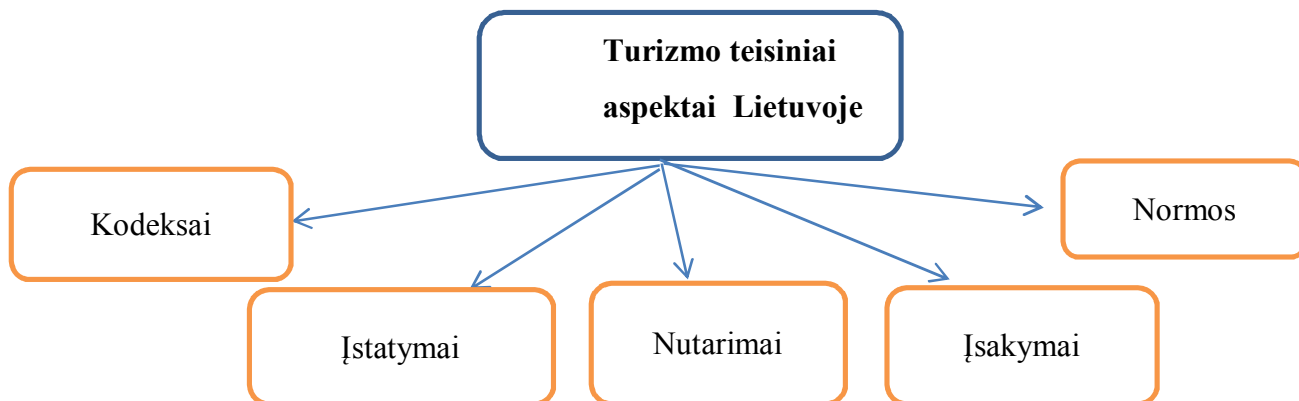 Turizmo teisiniai
aspektai Lietuvoje
Kodeksai
Normos
Įstatymai
Nutarimai
Įsakymai